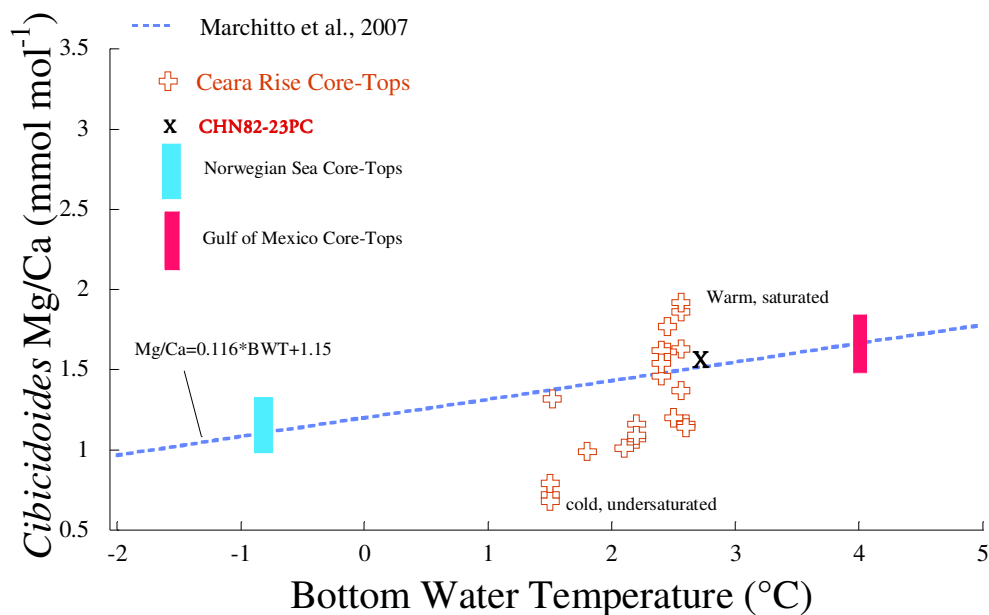 Marchitto et al., 2007
Ceara Rise Core-Tops
x CHN82-23PC
Norwegian Sea Core-Tops
Gulf of Mexico Core-Tops
Warm, saturated
Mg/Ca=0.116*BWT+1.15
x
cold, undersaturated
Cibicidoides Mg/Ca (mmol mol⁻¹)
3.5
3
2.5
2
1.5
1
0.5
-2 -1 0 1 2 3 4 5
Bottom Water Temperature (°C)